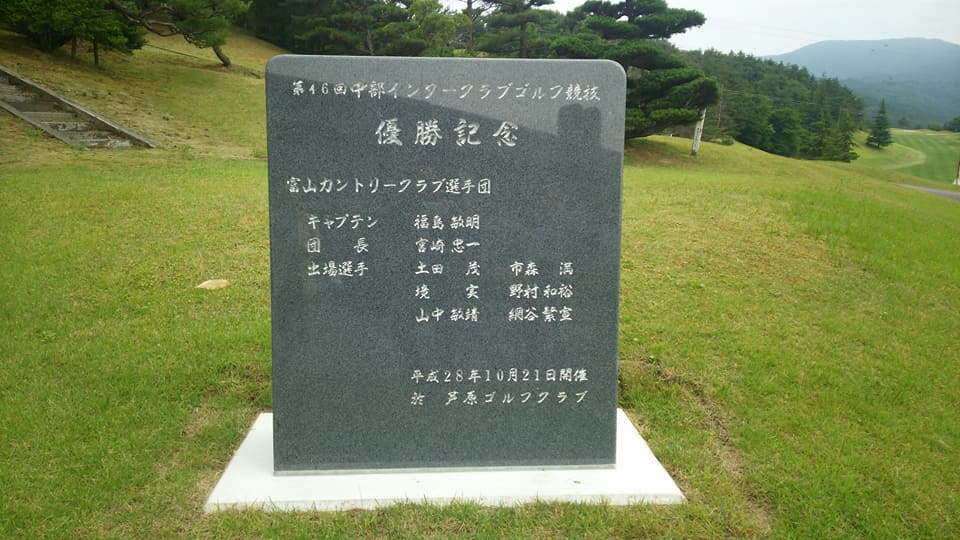 第46回中部インタークラブゴルフ競技
優勝記念
富山カントリークラブ選手団
キャプテン 福島 敏明
団 長 宮崎 忠一
出場選手 土田 茂 市森 満
境 実 野村 和裕
山中 敏靖 網谷 繁宣
平成28年10月21日開催
於 芦原ゴルフクラブ